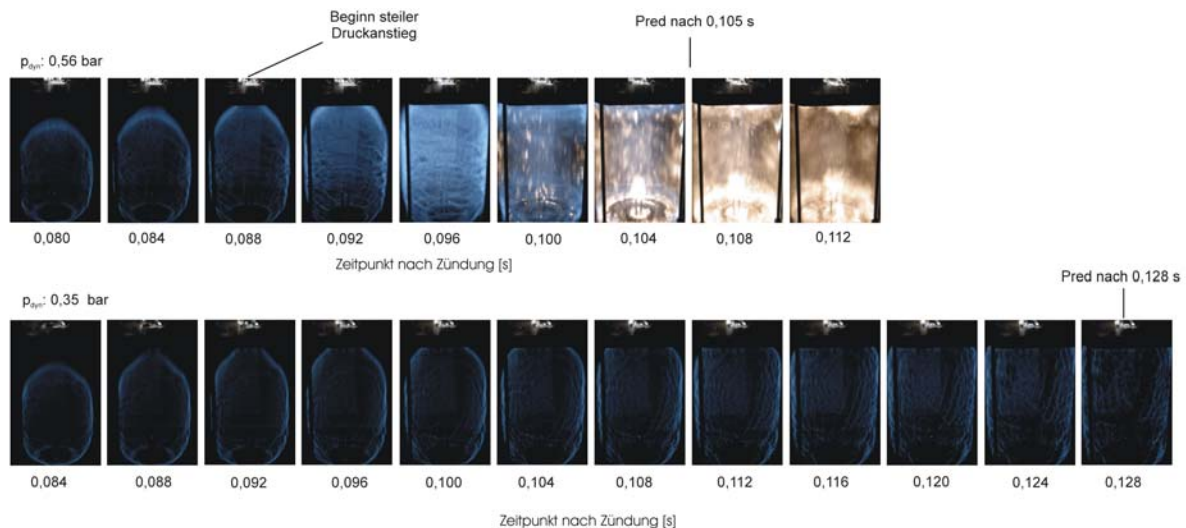 Beginn steiler
Druckanstieg
Pred nach 0,105 s
p_dyn: 0,56 bar
0,080 0,084 0,088 0,092 0,096 0,100 0,104 0,108 0,112
Zeitpunkt nach Zündung [s]
Pred nach 0,128 s
p_dyn: 0,35 bar
0,084 0,088 0,092 0,096 0,100 0,104 0,108 0,112 0,116 0,120 0,124 0,128
Zeitpunkt nach Zündung [s]